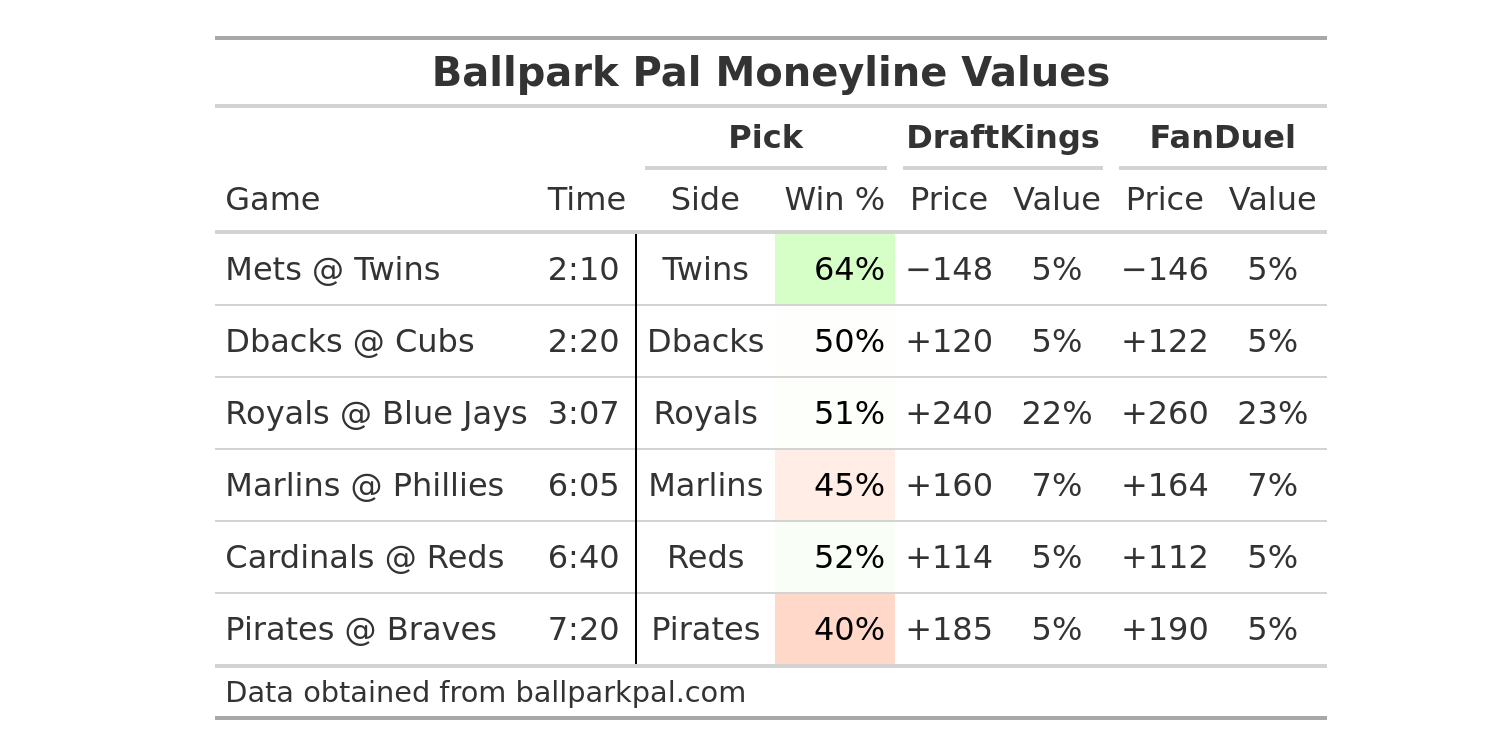 Ballpark Pal Moneyline Values
Pick DraftKings FanDuel
Game Time Side Win % Price Value Price Value
Mets @ Twins 2:10 Twins 64% −148 5% −146 5%
Dbacks @ Cubs 2:20 Dbacks 50% +120 5% +122 5%
Royals @ Blue Jays 3:07 Royals 51% +240 22% +260 23%
Marlins @ Phillies 6:05 Marlins 45% +160 7% +164 7%
Cardinals @ Reds 6:40 Reds 52% +114 5% +112 5%
Pirates @ Braves 7:20 Pirates 40% +185 5% +190 5%
Data obtained from ballparkpal.com